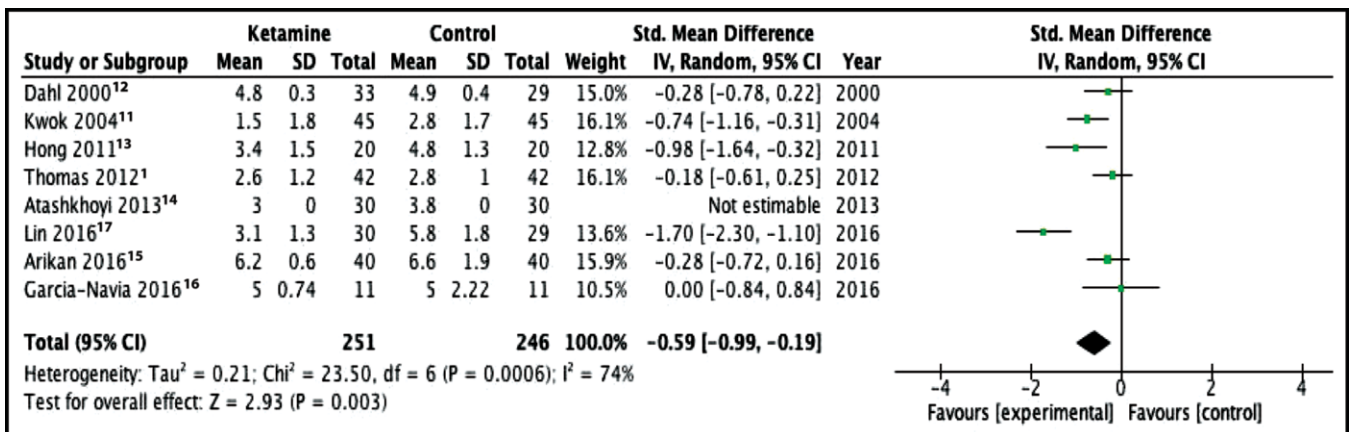 Ketamine Control Std. Mean Difference Std. Mean Difference
Study or Subgroup Mean SD Total Mean SD Total Weight IV, Random, 95% CI Year IV, Random, 95% CI
Dahl 2000¹² 4.8 0.3 33 4.9 0.4 29 15.0% -0.28 [-0.78, 0.22] 2000
Kwok 2004¹¹ 1.5 1.8 45 2.8 1.7 45 16.1% -0.74 [-1.16, -0.31] 2004
Hong 2011¹³ 3.4 1.5 20 4.8 1.3 20 12.8% -0.98 [-1.64, -0.32] 2011
Thomas 2012¹ 2.6 1.2 42 2.8 1 42 16.1% -0.18 [-0.61, 0.25] 2012
Atashkhoyi 2013¹⁴ 3 0 30 3.8 0 30 Not estimable 2013
Lin 2016¹⁷ 3.1 1.3 30 5.8 1.8 29 13.6% -1.70 [-2.30, -1.10] 2016
Arikan 2016¹⁵ 6.2 0.6 40 6.6 1.9 40 15.9% -0.28 [-0.72, 0.16] 2016
Garcia-Navia 2016¹⁶ 5 0.74 11 5 2.22 11 10.5% 0.00 [-0.84, 0.84] 2016
Total (95% CI) 251 246 100.0% -0.59 [-0.99, -0.19]
Heterogeneity: Tau² = 0.21; Chi² = 23.50, df = 6 (P = 0.0006); I² = 74%
Test for overall effect: Z = 2.93 (P = 0.003)
-4 -2 0 2 4
Favours [experimental] Favours [control]